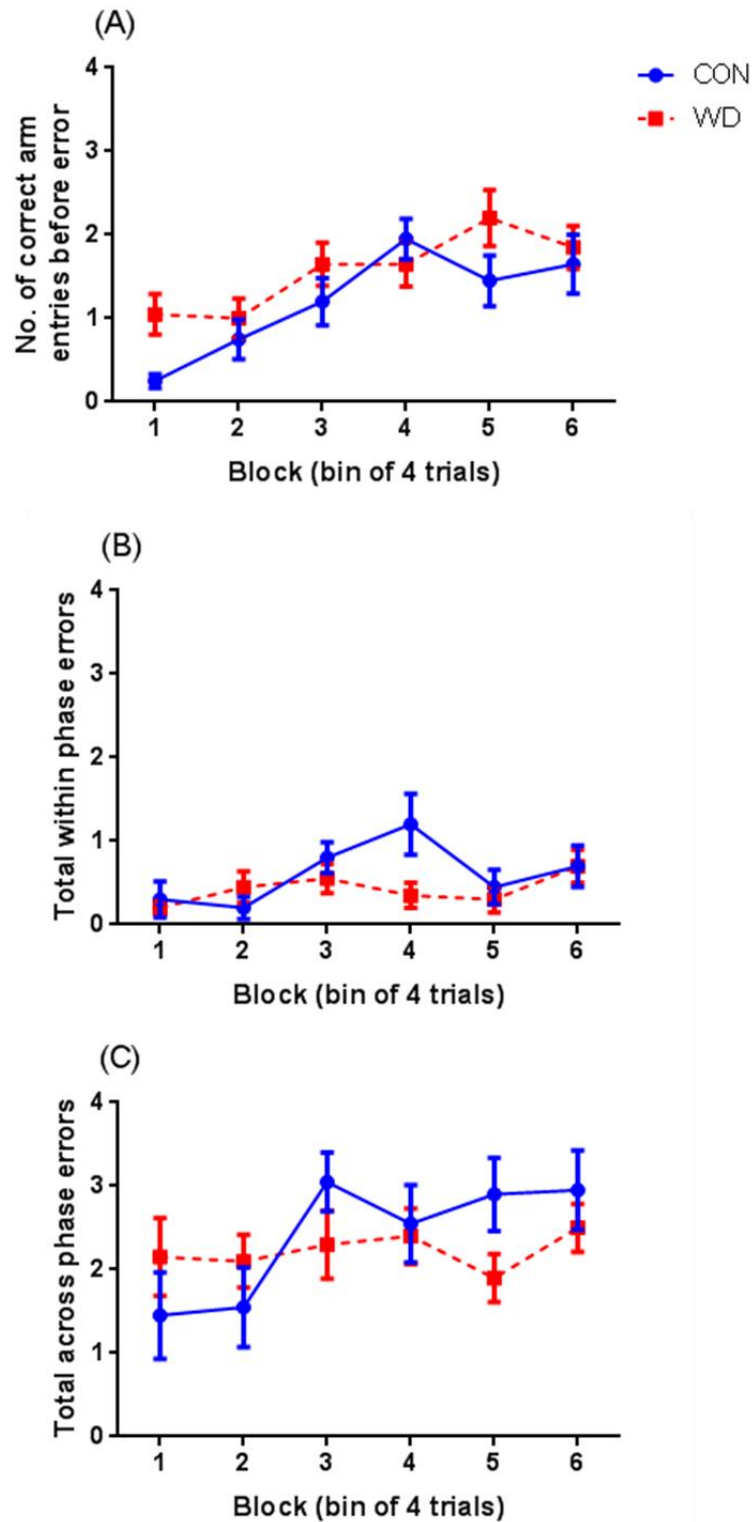 (A)
CON
WD
No. of correct arm
entries before error
4
3
2
1
0
1 2 3 4 5 6
Block (bin of 4 trials)
(B)
Total within phase errors
4
3
2
1
0
1 2 3 4 5 6
Block (bin of 4 trials)
(C)
Total across phase errors
4
3
2
1
0
1 2 3 4 5 6
Block (bin of 4 trials)